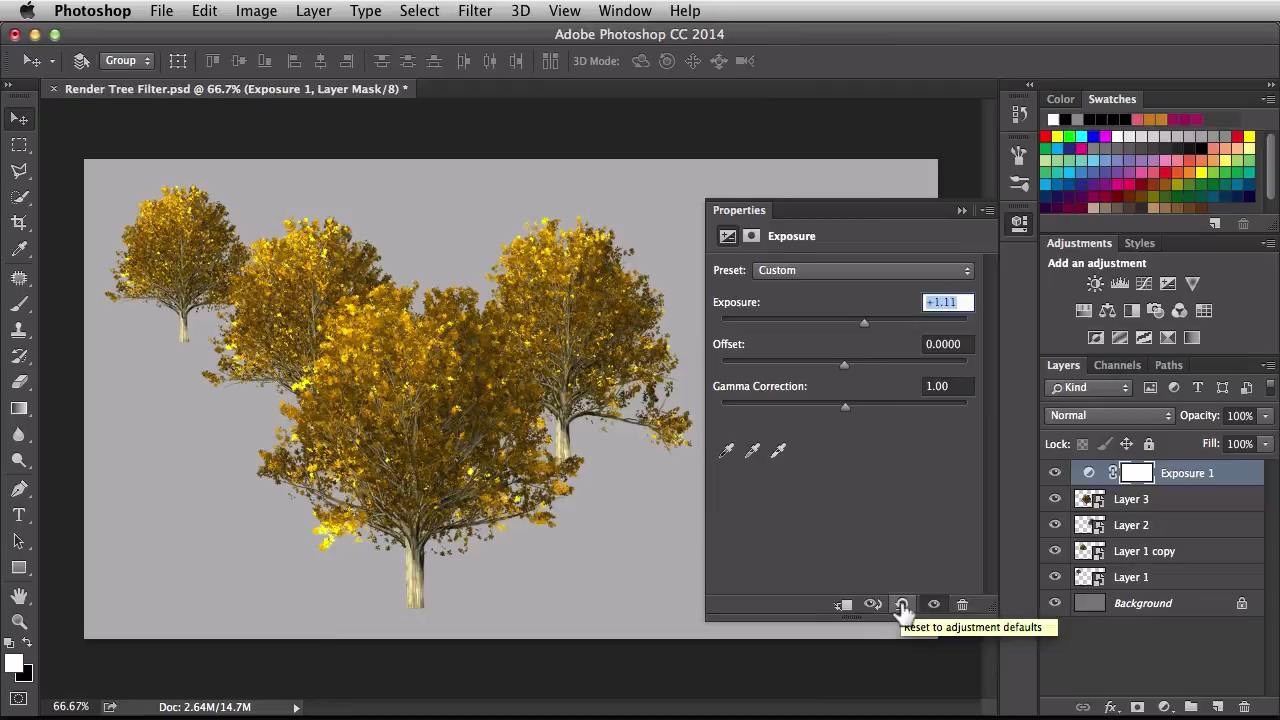 Photoshop File Edit Image Layer Type Select Filter 3D View Window Help
Adobe Photoshop CC 2014
Group 3D Mode:
Render Tree Filter.psd @ 66.7% (Exposure 1, Layer Mask/8) *
Color Swatches
Properties
Exposure
Preset: Custom
Exposure: +1.11
Offset: 0.0000
Gamma Correction: 1.00
Reset to adjustment defaults
Adjustments Styles
Add an adjustment
Layers Channels Paths
Kind
Normal Opacity: 100%
Lock: Fill: 100%
Exposure 1
Layer 3
Layer 2
Layer 1 copy
Layer 1
Background
fx
66.67% Doc: 2.64M/14.7M